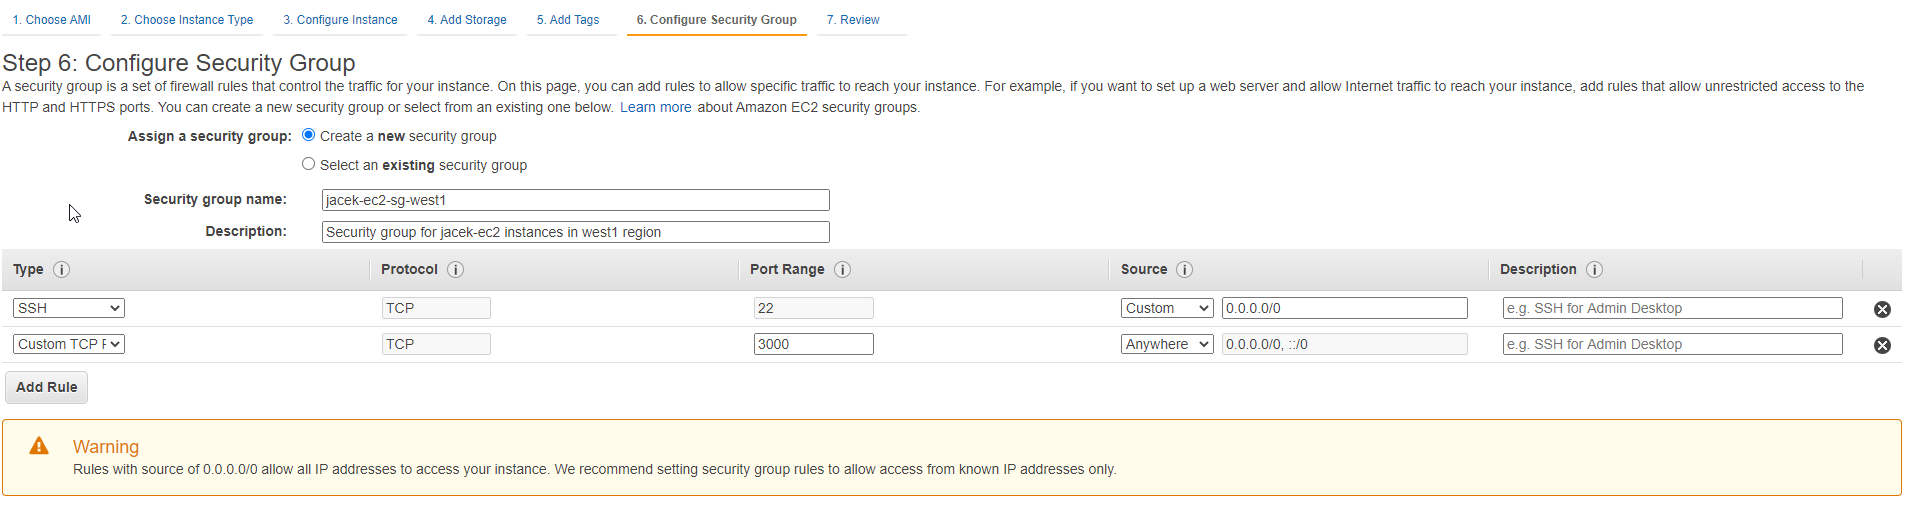 1. Choose AMI 2. Choose Instance Type 3. Configure Instance 4. Add Storage 5. Add Tags 6. Configure Security Group 7. Review
Step 6: Configure Security Group
A security group is a set of firewall rules that control the traffic for your instance. On this page, you can add rules to allow specific traffic to reach your instance. For example, if you want to set up a web server and allow Internet traffic to reach your instance, add rules that allow unrestricted access to the
HTTP and HTTPS ports. You can create a new security group or select from an existing one below. Learn more about Amazon EC2 security groups.
Assign a security group: Create a new security group
Select an existing security group
Security group name: jacek-ec2-sg-west1
Description: Security group for jacek-ec2 instances in west1 region
Type i Protocol i Port Range i Source i Description i
SSH TCP 22 Custom 0.0.0.0/0 e.g. SSH for Admin Desktop
Custom TCP F TCP 3000 Anywhere 0.0.0.0/0, ::/0 e.g. SSH for Admin Desktop
Add Rule
Warning
Rules with source of 0.0.0.0/0 allow all IP addresses to access your instance. We recommend setting security group rules to allow access from known IP addresses only.